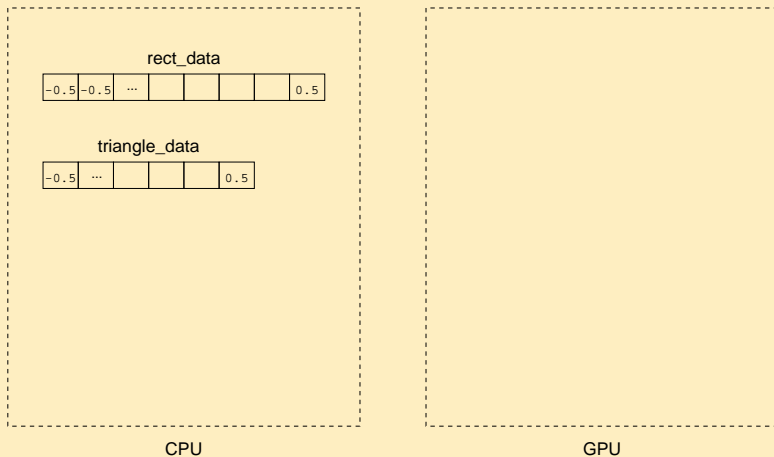 rect_data
-0.5 -0.5 ... 0.5
triangle_data
-0.5 ... 0.5
CPU GPU